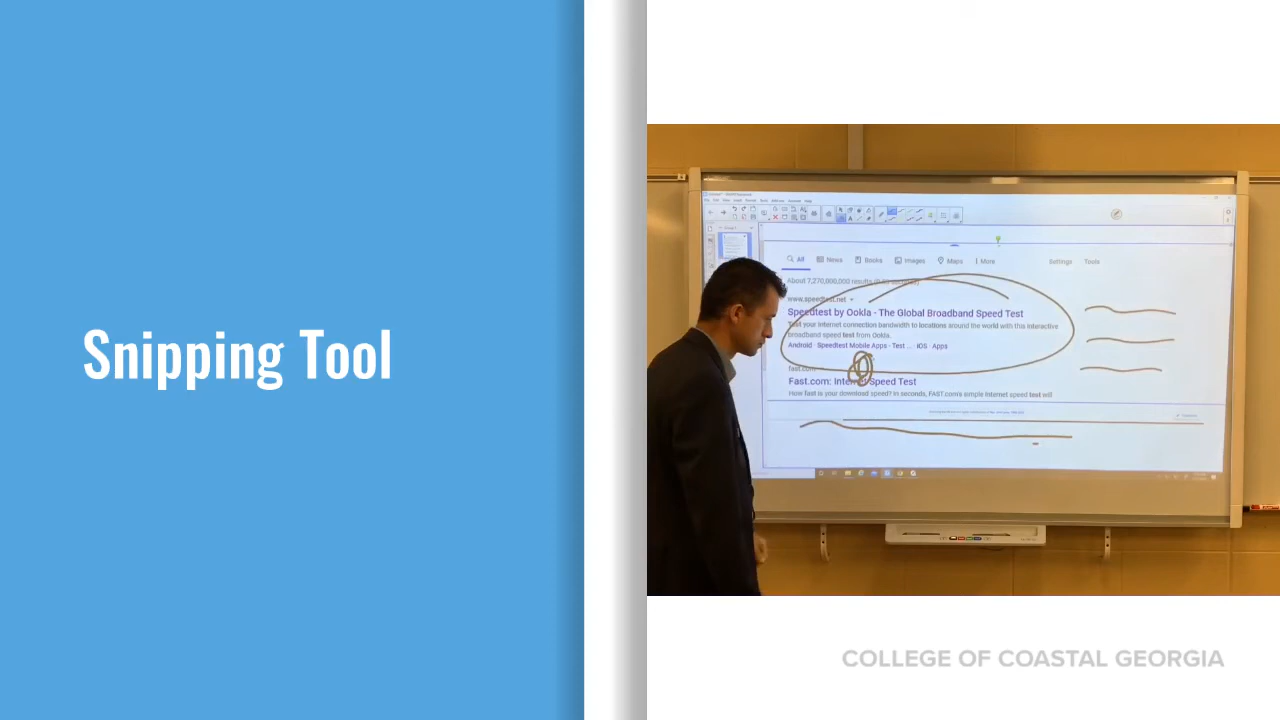 Snipping Tool
All News Books Images Maps More Settings Tools
About 7,270,000,000 results
www.speedtest.net
Speedtest by Ookla - The Global Broadband Speed Test
Test your Internet connection bandwidth to locations around the world with this interactive
broadband speed test from Ookla.
Android · Speedtest Mobile Apps · Test ... · iOS · Apps
fast.com
Fast.com: Internet Speed Test
How fast is your download speed? In seconds, FAST.com's simple Internet speed test will
COLLEGE OF COASTAL GEORGIA